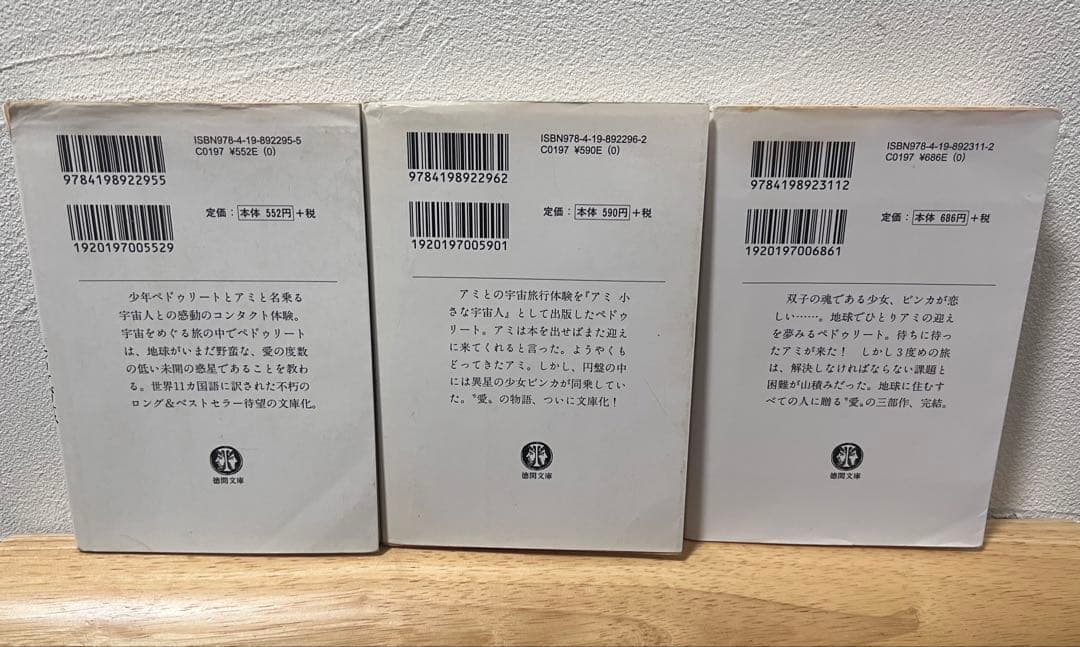 ISBN978-4-19-892295-5
C0197 ¥552E (0)
9784198922955
定価：本体 552円＋税
1920197005529
少年ペドゥリートとアミと名乗る
宇宙人との感動のコンタクト体験。
宇宙をめぐる旅の中でペドゥリート
は、地球がいまだ野蛮な、愛の度数
の低い未開の惑星であることを教わ
る。世界11カ国語に訳された不朽の
ロング&ベストセラー待望の文庫化。
徳間文庫
ISBN978-4-19-892296-2
C0197 ¥590E (0)
9784198922962
定価：本体 590円＋税
1920197005901
アミとの宇宙旅行体験を『アミ 小
さな宇宙人』として出版したペドゥ
リート。アミは本を出せばまた迎え
に来てくれると言った。ようやくも
どってきたアミ。しかし、円盤の中
には異星の少女ビンカが同乗してい
た。〝愛〟の物語、ついに文庫化！
徳間文庫
ISBN978-4-19-892311-2
C0197 ¥686E (0)
9784198923112
定価：本体 686円＋税
1920197006861
双子の魂である少女、ビンカが恋
しい……。地球でひとりアミの迎え
を夢みるペドゥリート。待ちに待っ
たアミが来た！ しかし3度めの旅
は、解決しなければならない課題と
困難が山積みだった。地球に住むす
べての人に贈る〝愛〟の三部作、完結。
徳間文庫